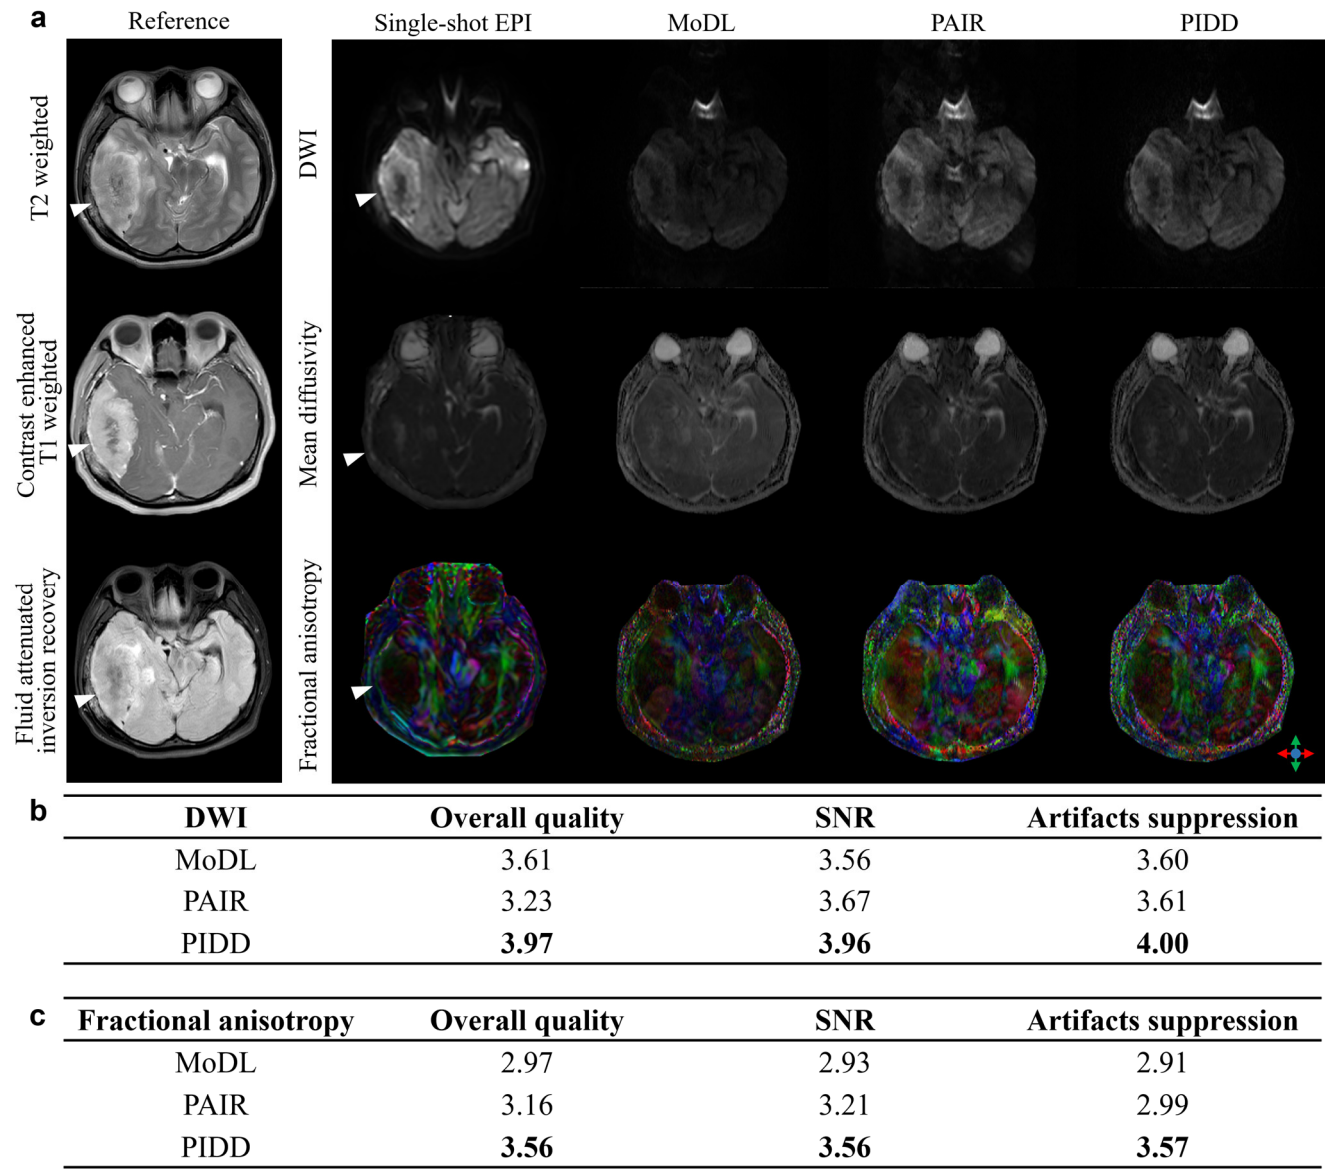 a
Reference
Single-shot EPI
MoDL
PAIR
PIDD
T2 weighted
DWI
Contrast enhanced
T1 weighted
Mean diffusivity
Fluid attenuated
inversion recovery
Fractional anisotropy
b
DWI Overall quality SNR Artifacts suppression
MoDL 3.61 3.56 3.60
PAIR 3.23 3.67 3.61
PIDD 3.97 3.96 4.00
c
Fractional anisotropy Overall quality SNR Artifacts suppression
MoDL 2.97 2.93 2.91
PAIR 3.16 3.21 2.99
PIDD 3.56 3.56 3.57